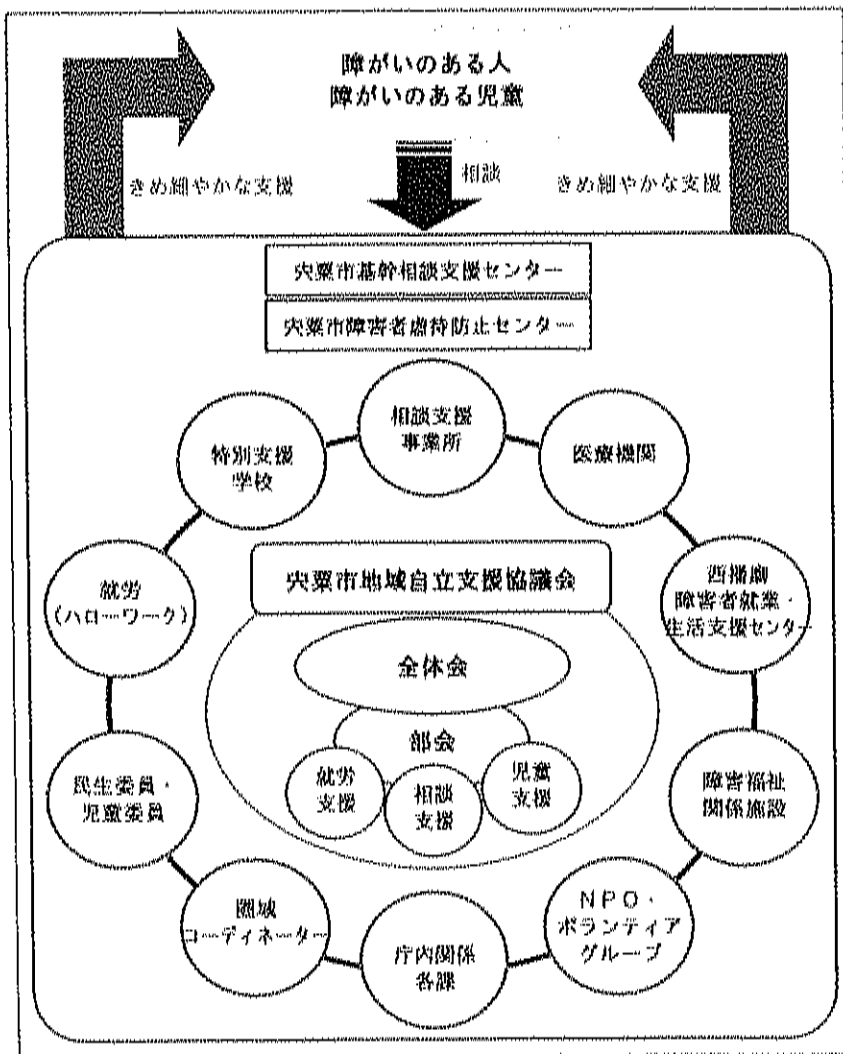 障がいのある人
障がいのある児童
きめ細やかな支援
相談
きめ細やかな支援
宍粟市基幹相談支援センター
宍粟市障害者虐待防止センター
相談支援
事業所
特別支援
学校
医療機関
就労
(ハローワーク)
宍粟市地域自立支援協議会
西播磨
障害者就業・
生活支援センター
全体会
部会
就労
支援
相談
支援
児童
支援
民生委員・
児童委員
障害福祉
関係施設
圏域
コーディネーター
庁内関係
各課
NPO・
ボランティア
グループ